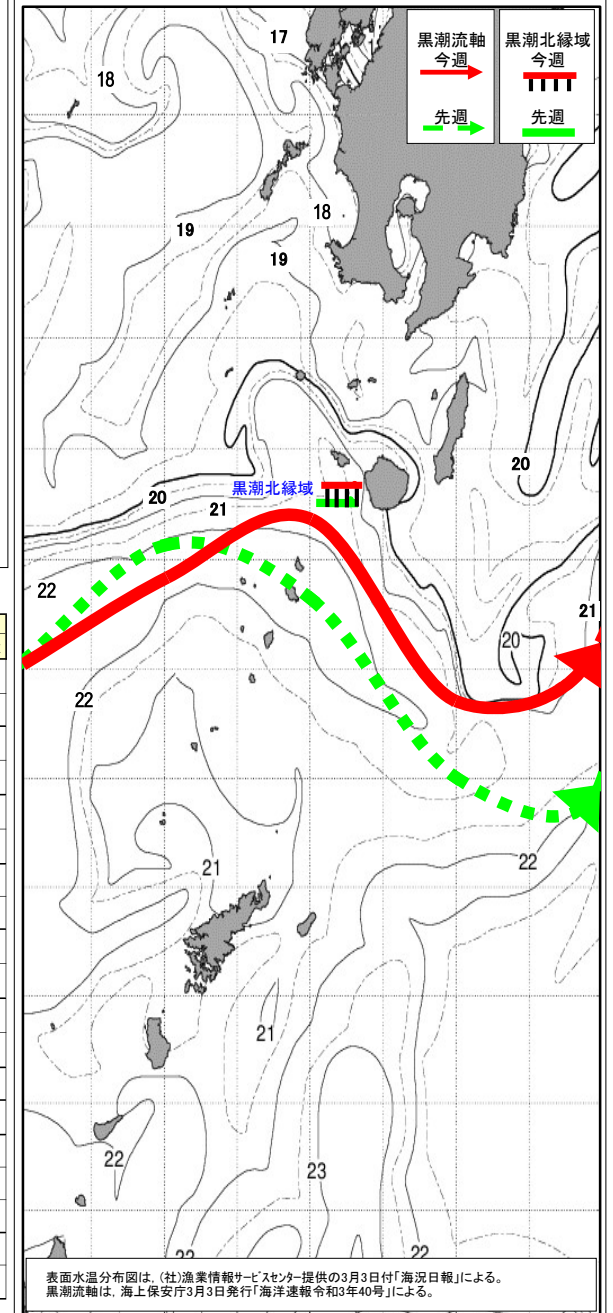 黒潮流軸
今週
先週
黒潮北縁域
今週
先週
17
18
18
19
19
20
20
黒潮北縁域
21
22
21
20
22
22
21
21
22
23
22
22
表面水温分布図は，(社)漁業情報サービスセンター提供の3月3日付「海況日報」による。
黒潮流軸は，海上保安庁3月3日発行「海洋速報令和3年40号」による。